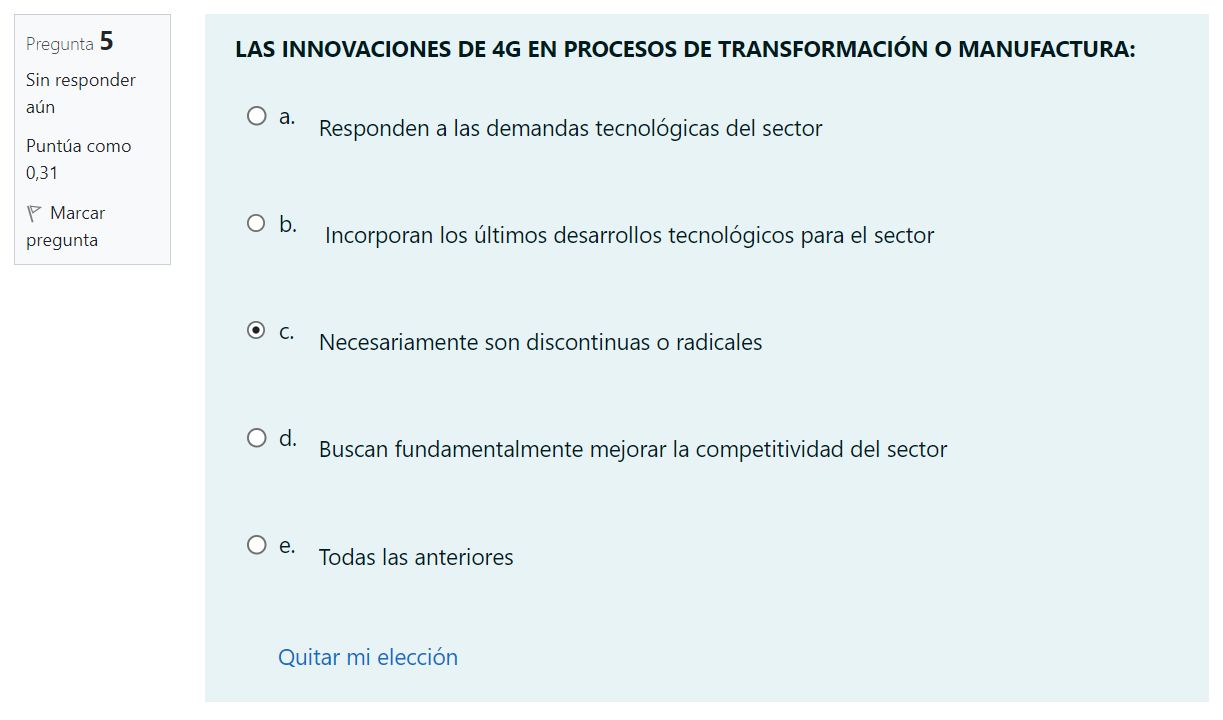 Pregunta 5
Sin responder
aún
Puntúa como
0,31
Marcar
pregunta
LAS INNOVACIONES DE 4G EN PROCESOS DE TRANSFORMACIÓN O MANUFACTURA:
a. Responden a las demandas tecnológicas del sector
b. Incorporan los últimos desarrollos tecnológicos para el sector
c. Necesariamente son discontinuas o radicales
d. Buscan fundamentalmente mejorar la competitividad del sector
e. Todas las anteriores
Quitar mi elección